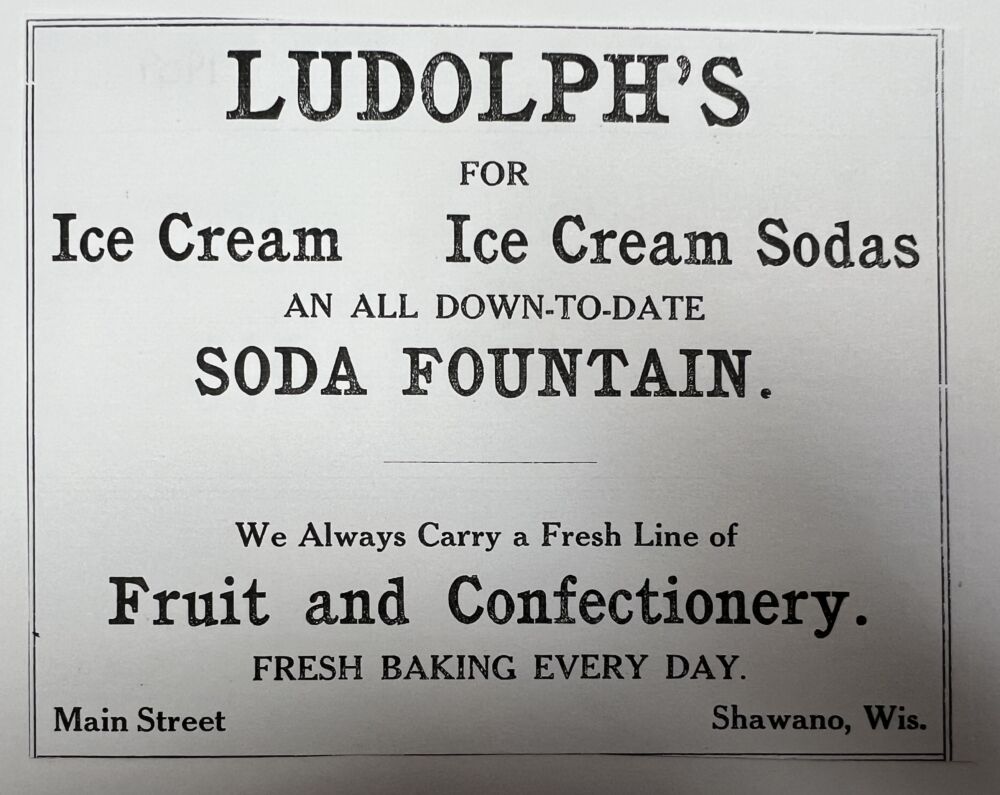 LUDOLPH'S
FOR
Ice Cream Ice Cream Sodas
AN ALL DOWN-TO-DATE
SODA FOUNTAIN.
We Always Carry a Fresh Line of
Fruit and Confectionery.
FRESH BAKING EVERY DAY.
Main Street Shawano, Wis.